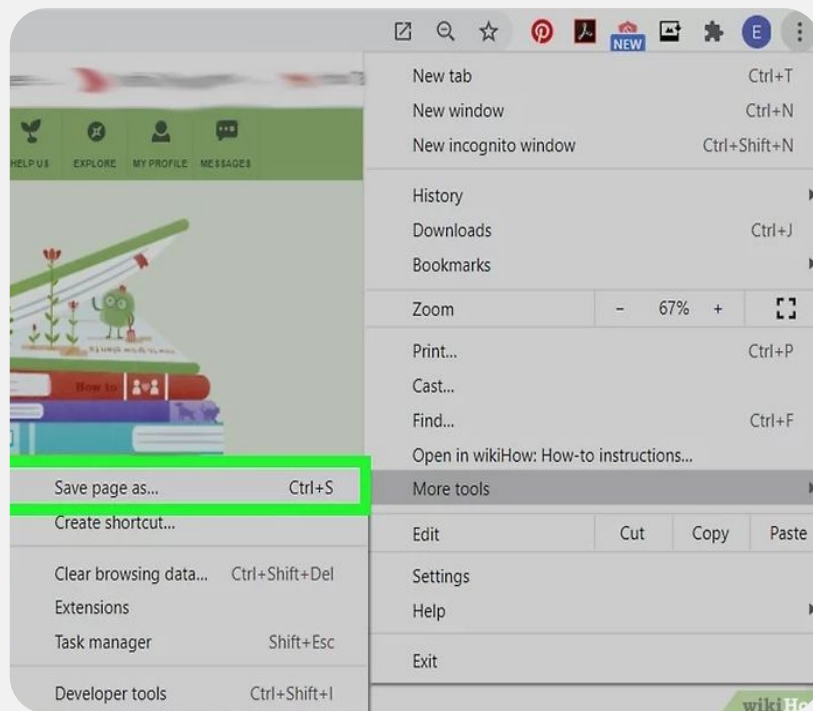 NEW
E
New tab Ctrl+T
New window Ctrl+N
New incognito window Ctrl+Shift+N
History
Downloads Ctrl+J
Bookmarks
Zoom - 67% +
Print... Ctrl+P
Cast...
Find... Ctrl+F
Open in wikiHow: How-to instructions...
More tools
Edit Cut Copy Paste
Settings
Help
Exit
HELP US EXPLORE MY PROFILE MESSAGES
How to
Save page as... Ctrl+S
Create shortcut...
Clear browsing data... Ctrl+Shift+Del
Extensions
Task manager Shift+Esc
Developer tools Ctrl+Shift+I